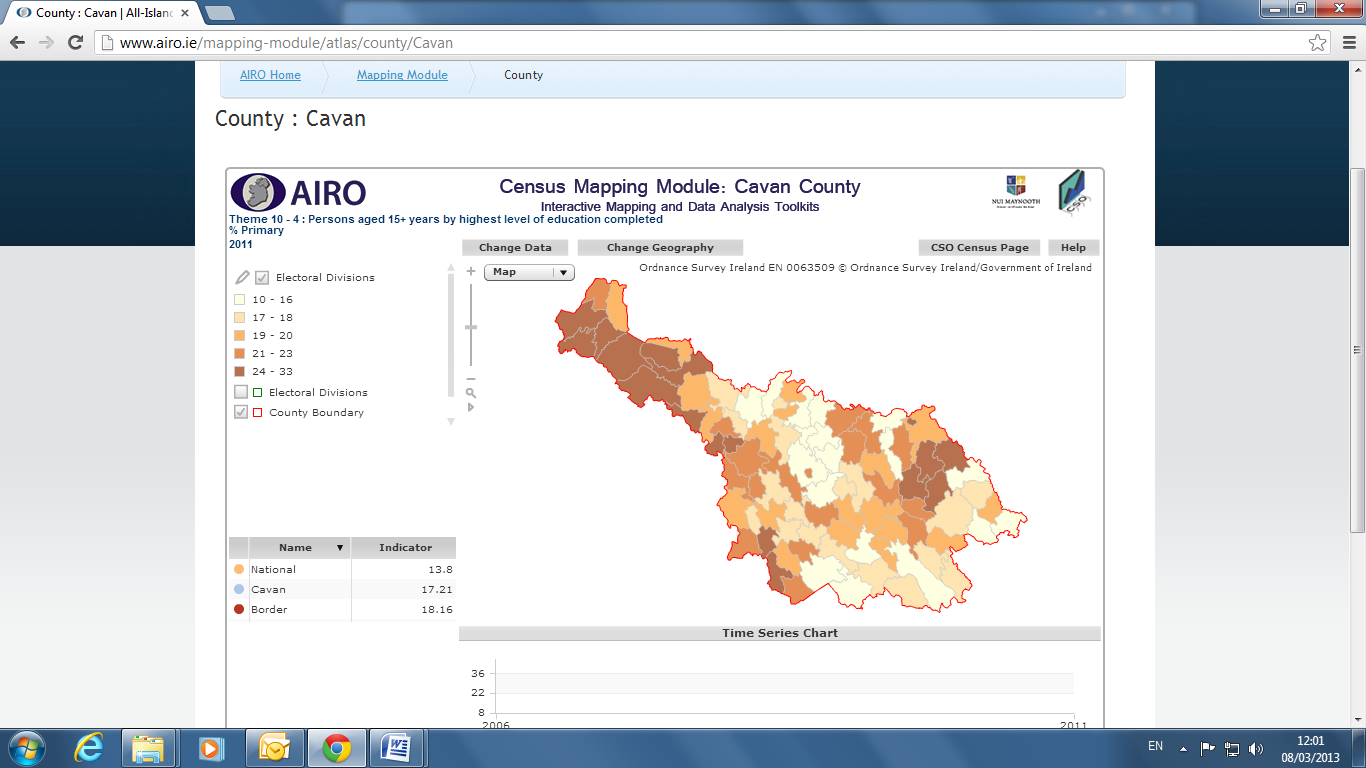 County : Cavan | All-Islan
www.airo.ie/mapping-module/atlas/county/Cavan
AIRO Home Mapping Module County
County : Cavan
AIRO
Census Mapping Module: Cavan County
Interactive Mapping and Data Analysis Toolkits
NUI MAYNOOTH
CSO
Theme 10 - 4 : Persons aged 15+ years by highest level of education completed
% Primary
2011
Change Data Change Geography CSO Census Page Help
Map
Ordnance Survey Ireland EN 0063509 © Ordnance Survey Ireland/Government of Ireland
Electoral Divisions
10 - 16
17 - 18
19 - 20
21 - 23
24 - 33
Electoral Divisions
County Boundary
Name Indicator
National 13.8
Cavan 17.21
Border 18.16
Time Series Chart
36
22
8
2006 2011
EN
12:01
08/03/2013